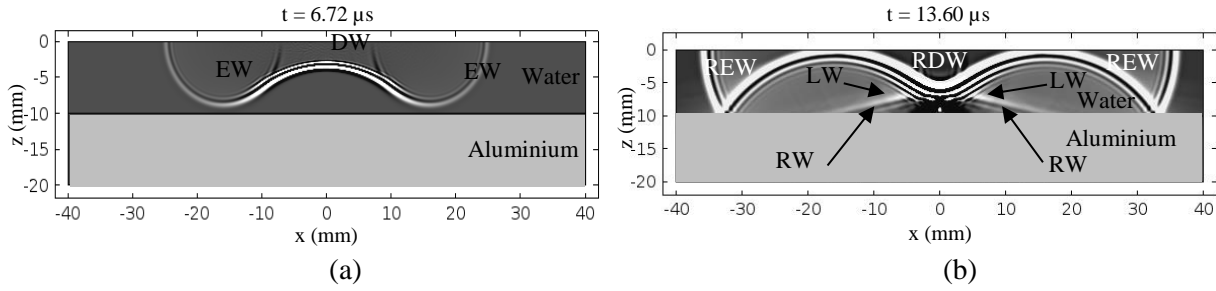 t = 6.72 µs
0
-5
-10
-15
-20
z (mm)
DW
EW
EW
Water
Aluminium
-40 -30 -20 -10 0 10 20 30 40
x (mm)
(a)
t = 13.60 µs
0
-5
-10
-15
-20
z (mm)
REW
RDW
REW
LW
LW
Water
Aluminium
RW
RW
-40 -30 -20 -10 0 10 20 30 40
x (mm)
(b)